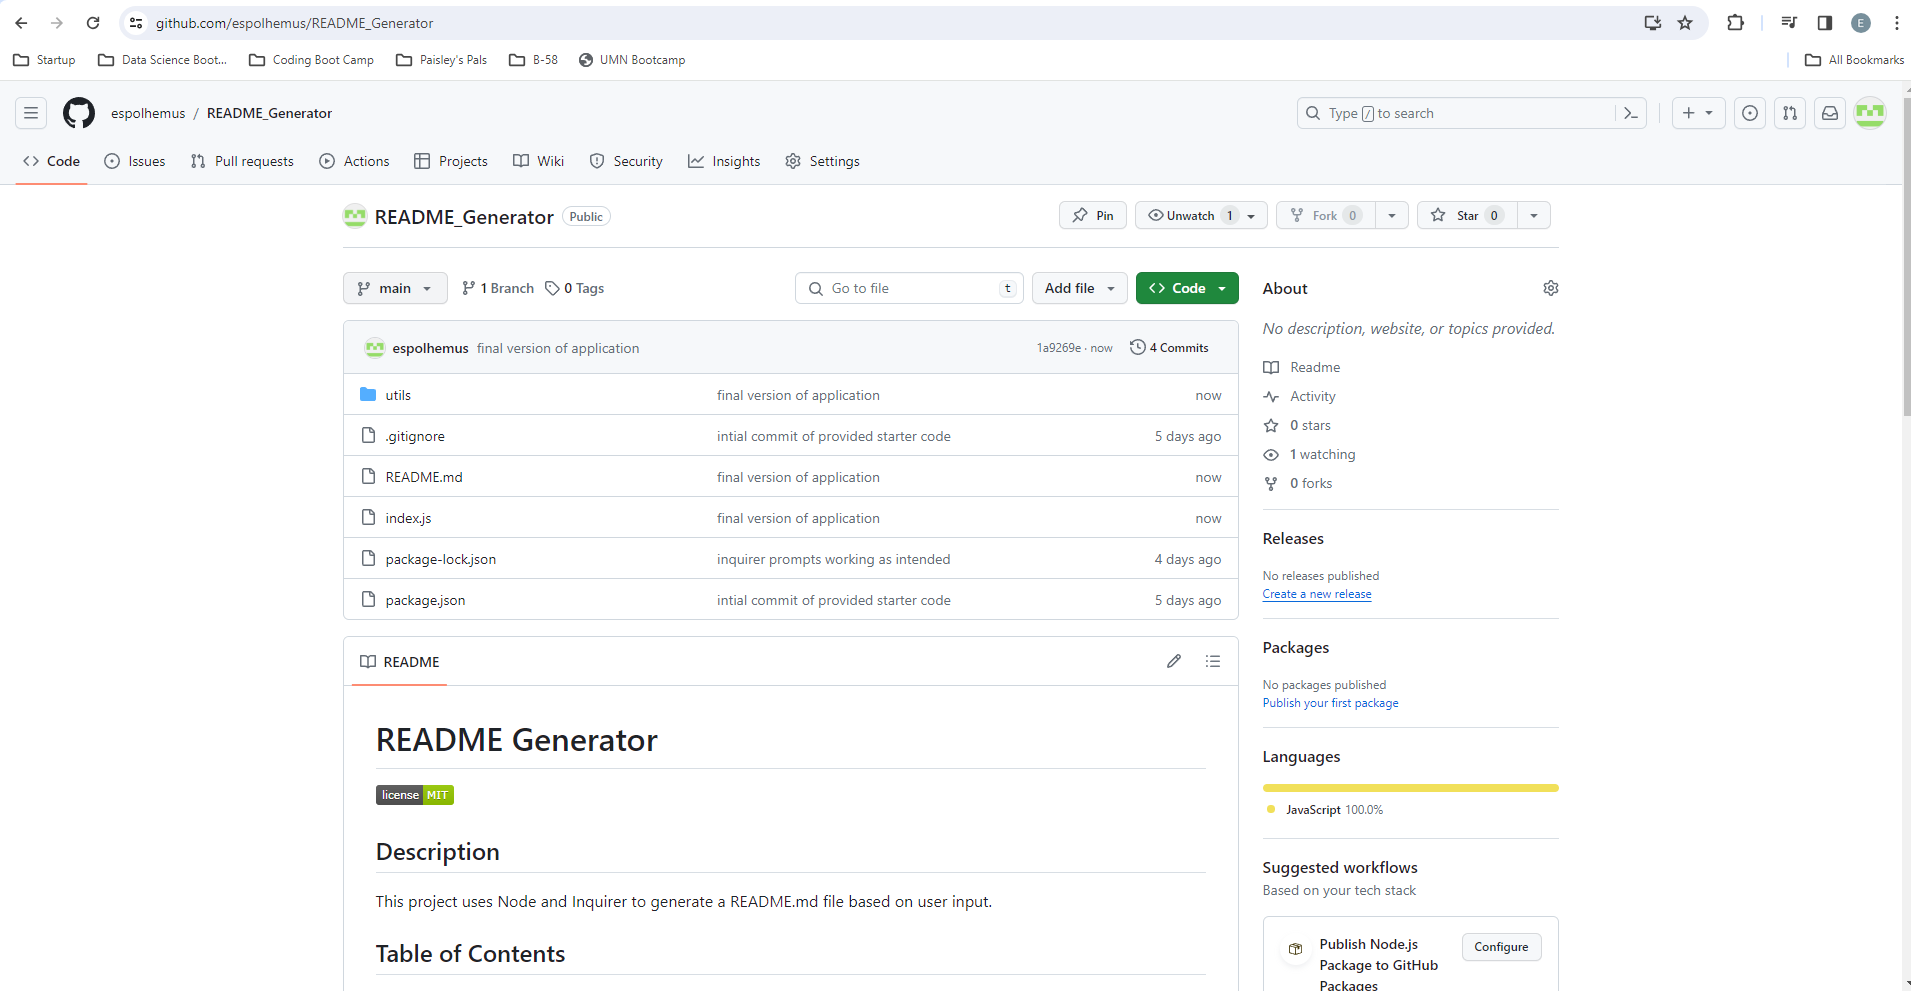 github.com/espolhemus/README_Generator
Startup Data Science Boot... Coding Boot Camp Paisley's Pals B-58 UMN Bootcamp All Bookmarks
espolhemus / README_Generator Type / to search
Code Issues Pull requests Actions Projects Wiki Security Insights Settings
README_Generator Public Pin Unwatch 1 Fork 0 Star 0
main 1 Branch 0 Tags Go to file t Add file Code
espolhemus final version of application 1a9269e · now 4 Commits
utils final version of application now
.gitignore intial commit of provided starter code 5 days ago
README.md final version of application now
index.js final version of application now
package-lock.json inquirer prompts working as intended 4 days ago
package.json intial commit of provided starter code 5 days ago
README
README Generator
license MIT
Description
This project uses Node and Inquirer to generate a README.md file based on user input.
Table of Contents
About
No description, website, or topics provided.
Readme
Activity
0 stars
1 watching
0 forks
Releases
No releases published
Create a new release
Packages
No packages published
Publish your first package
Languages
JavaScript 100.0%
Suggested workflows
Based on your tech stack
Publish Node.js Configure
Package to GitHub
Packages
E